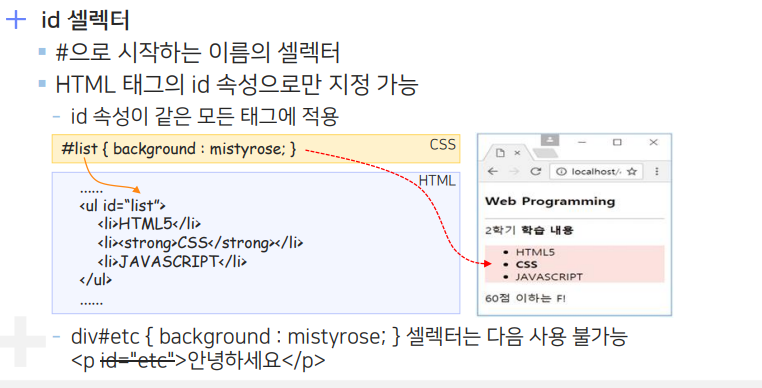 id 셀렉터
#으로 시작하는 이름의 셀렉터
HTML 태그의 id 속성으로만 지정 가능
- id 속성이 같은 모든 태그에 적용
#list { background : mistyrose; }
CSS
HTML
......
<ul id=“list”>
<li>HTML5</li>
<li><strong>CSS</strong></li>
<li>JAVASCRIPT</li>
</ul>
......
localhost/
Web Programming
2학기 학습 내용
• HTML5
• CSS
• JAVASCRIPT
60점 이하는 F!
- div#etc { background : mistyrose; } 셀렉터는 다음 사용 불가능
<p id="etc">안녕하세요</p>